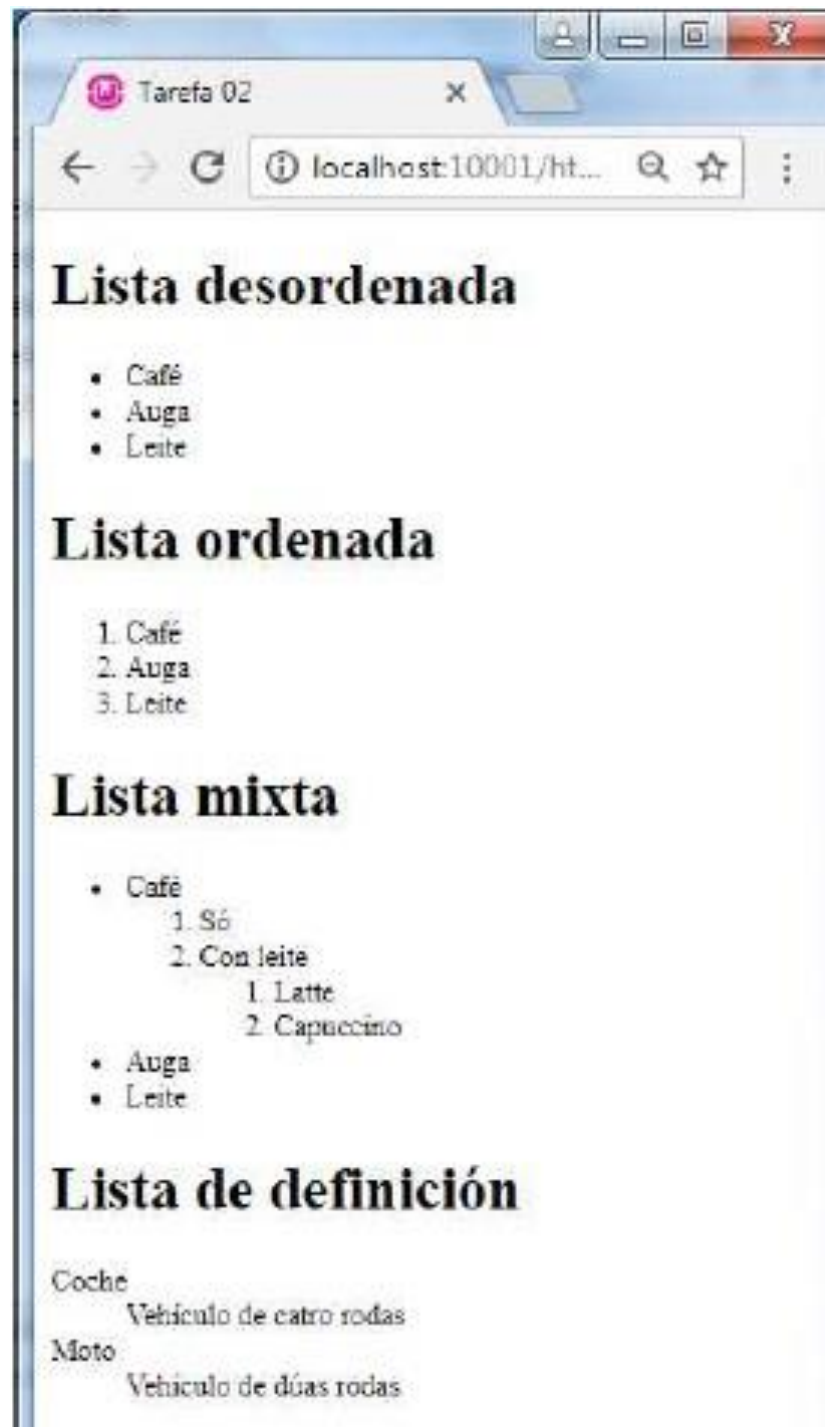 Tarefa 02
localhost:10001/ht...
Lista desordenada
• Café
• Auga
• Leite
Lista ordenada
1. Café
2. Auga
3. Leite
Lista mixta
• Café
1. Só
2. Con leite
1. Latte
2. Capuccino
• Auga
• Leite
Lista de definición
Coche
Vehículo de catro rodas
Moto
Vehículo de dúas rodas